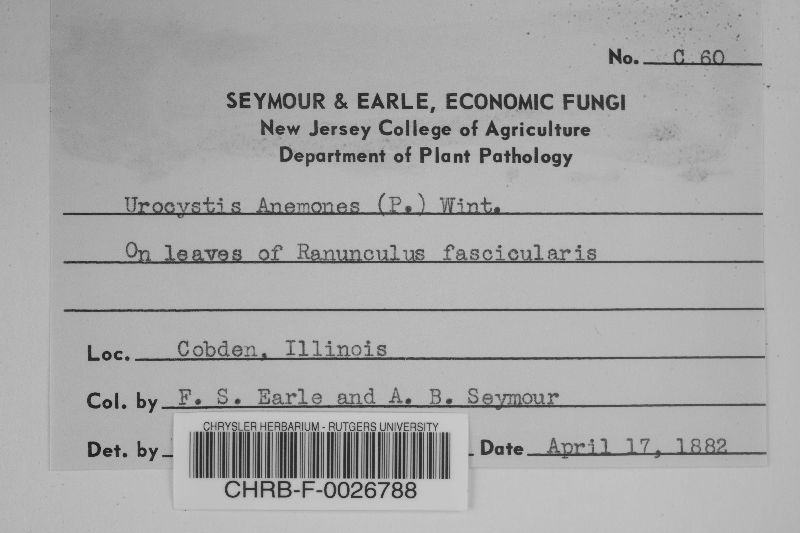 No. C 60
SEYMOUR & EARLE, ECONOMIC FUNGI
New Jersey College of Agriculture
Department of Plant Pathology
Urocystis Anemones (P.) Wint.
On leaves of Ranunculus fascicularis
Loc. Cobden, Illinois
Col. by F. S. Earle and A. B. Seymour
Det. by Date April 17, 1882
CHRYSLER HERBARIUM - RUTGERS UNIVERSITY
CHRB-F-0026788